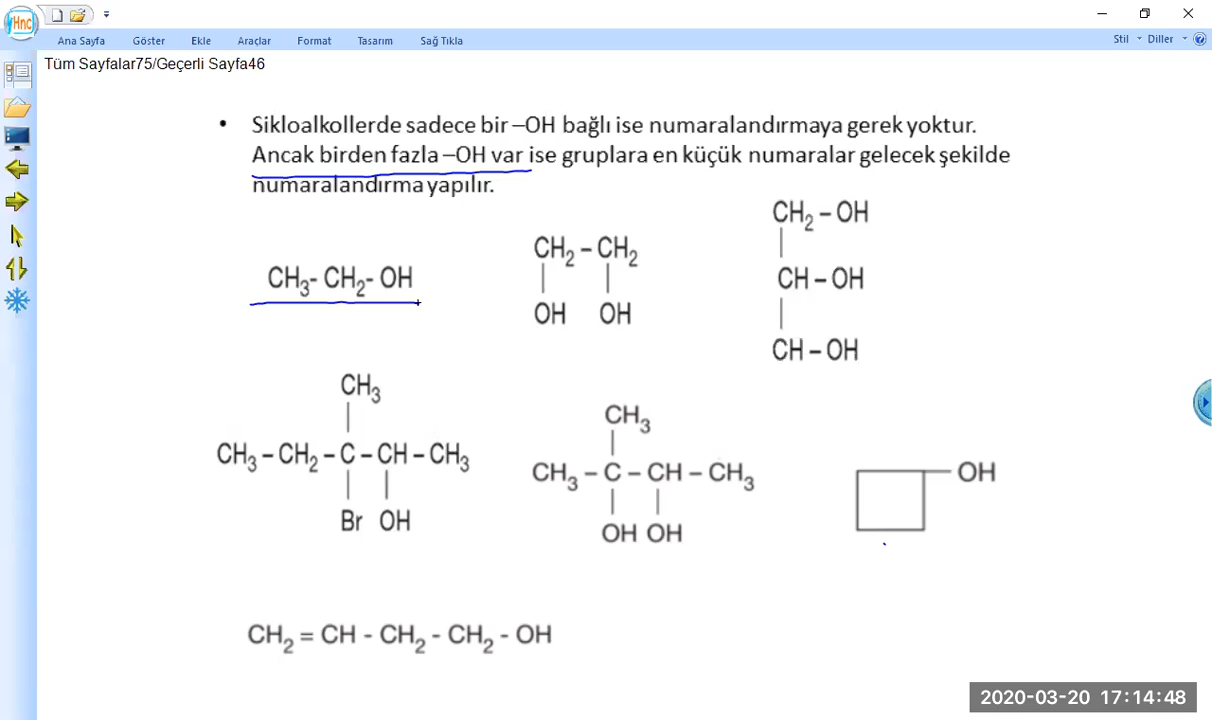 Hnc
Ana Sayfa Göster Ekle Araçlar Format Tasarım Sağ Tıkla Stil Diller
Tüm Sayfalar75/Geçerli Sayfa46
• Sikloalkollerde sadece bir –OH bağlı ise numaralandırmaya gerek yoktur.
Ancak birden fazla –OH var ise gruplara en küçük numaralar gelecek şekilde
numaralandırma yapılır.
CH₃- CH₂- OH
CH₂ – CH₂
OH OH
CH₂ – OH
CH – OH
CH – OH
CH₃
CH₃ – CH₂ – C – CH – CH₃
Br OH
CH₃
CH₃ – C – CH – CH₃
OH OH
OH
CH₂ = CH - CH₂ - CH₂ - OH
2020-03-20 17:14:48